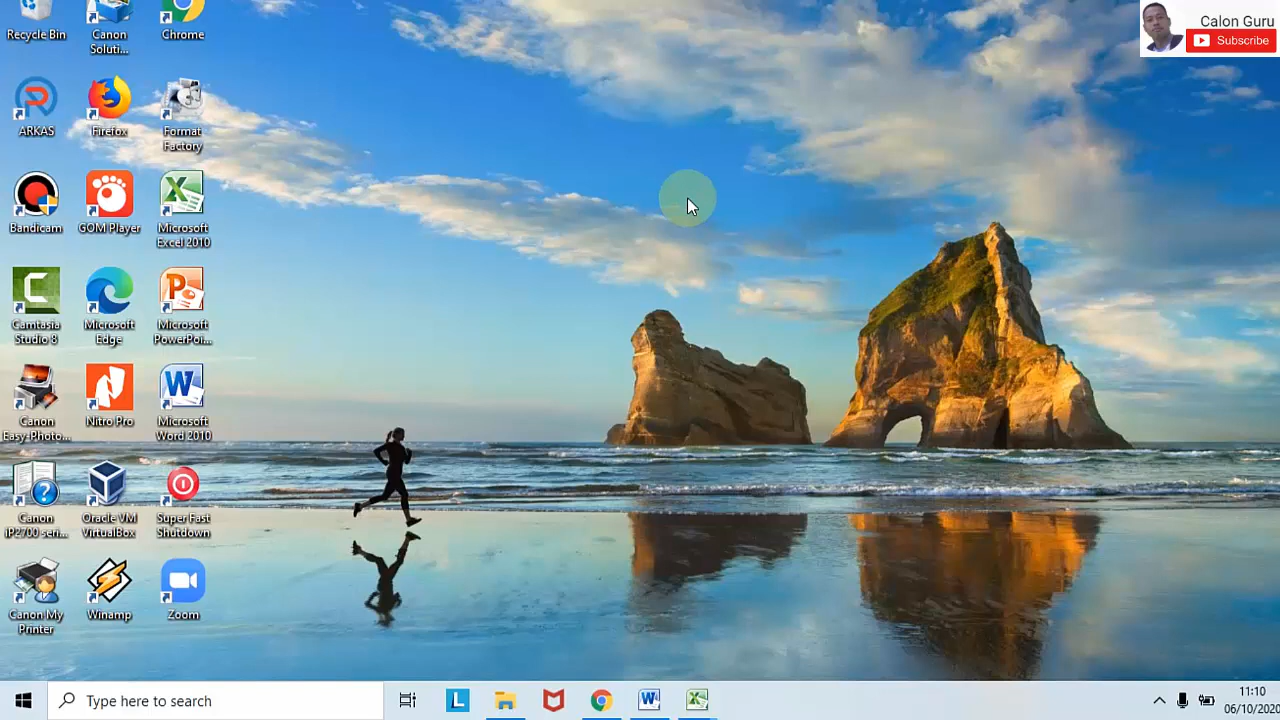 Recycle Bin
Canon
Soluti...
Chrome
Calon Guru
Subscribe
ARKAS
Firefox
Format
Factory
Bandicam
GOM Player
Microsoft
Excel 2010
Camtasia
Studio 8
Microsoft
Edge
Microsoft
PowerPoi...
Canon
Easy-Photo...
Nitro Pro
Microsoft
Word 2010
Canon
iP2700 seri...
Oracle VM
VirtualBox
Super Fast
Shutdown
Canon My
Printer
Winamp
Zoom
Type here to search
11:10
06/10/2020